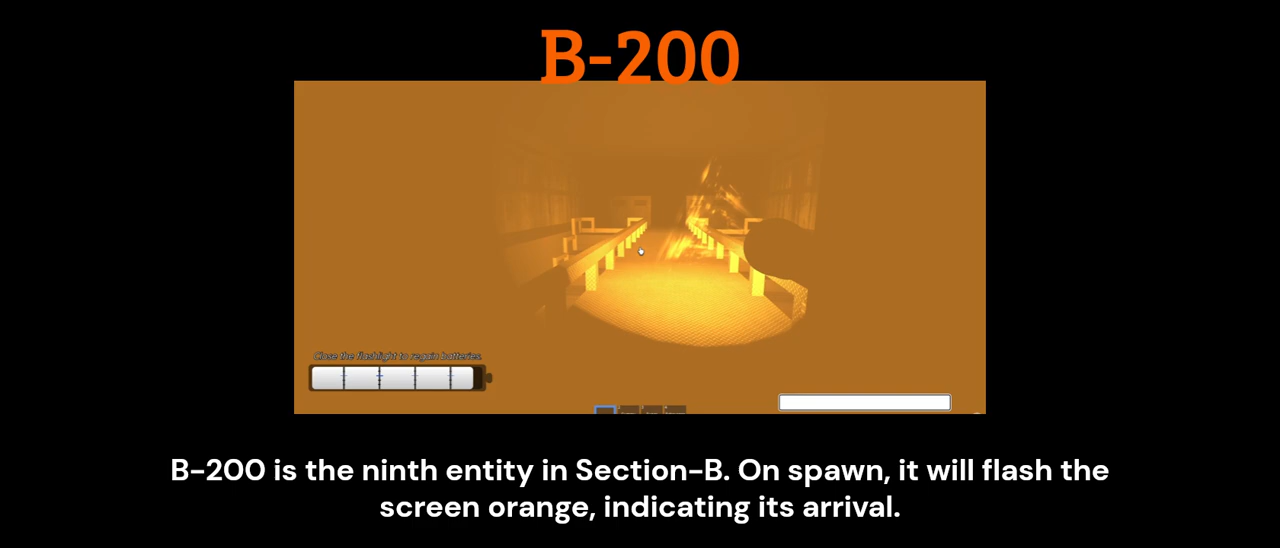 B-200
Close the flashlight to regain batteries.
B-200 is the ninth entity in Section-B. On spawn, it will flash the
screen orange, indicating its arrival.